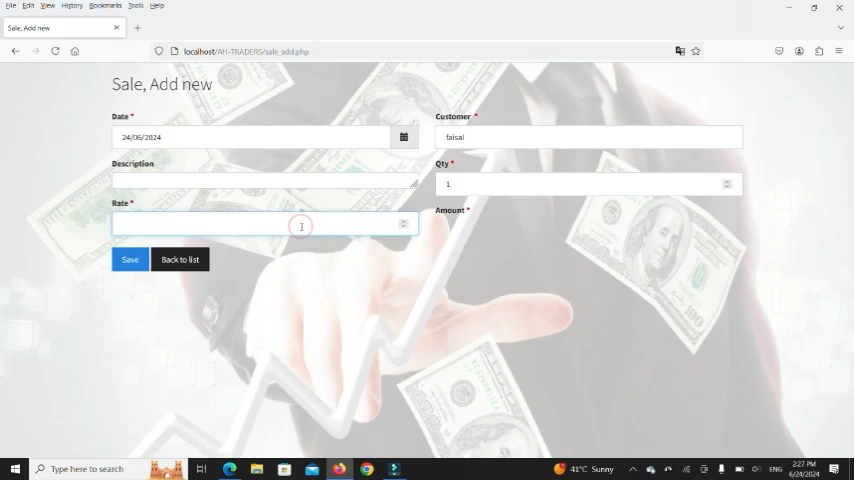 File Edit View History Bookmarks Tools Help
Sale, Add new
localhost/AH-TRADERS/sale_add.php
Sale, Add new
Date *
Customer *
24/06/2024
faisal
Description
Qty *
1
Rate *
Amount *
Save
Back to list
Type here to search
41°C Sunny
ENG
2:27 PM
6/24/2024